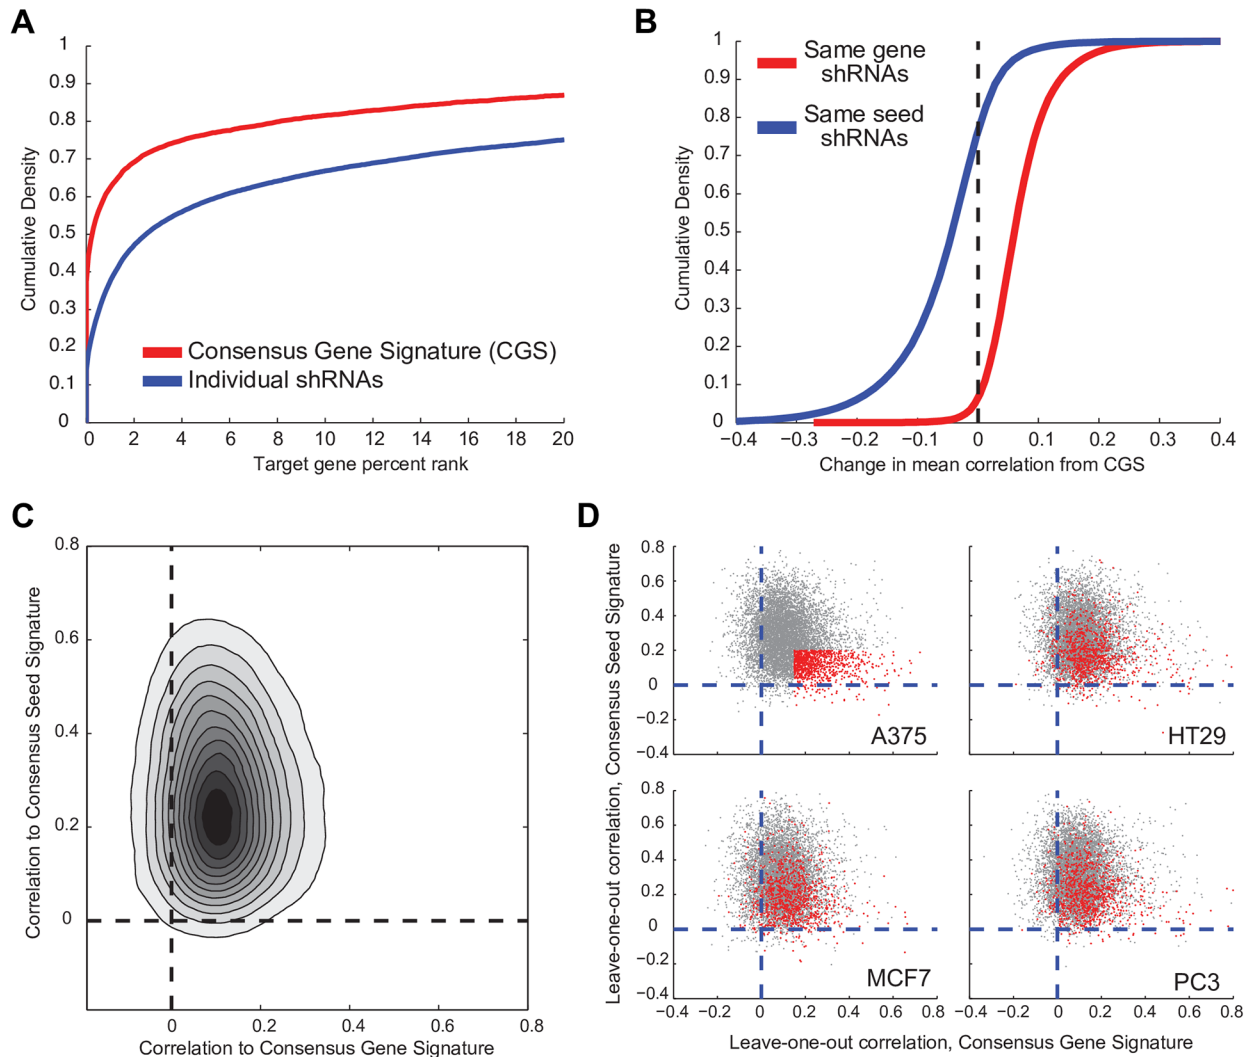 A
Cumulative Density
1
0.9
0.8
0.7
0.6
0.5
0.4
0.3
0.2
0.1
0
0 2 4 6 8 10 12 14 16 18 20
Target gene percent rank
Consensus Gene Signature (CGS)
Individual shRNAs
B
Cumulative Density
1
0.9
0.8
0.7
0.6
0.5
0.4
0.3
0.2
0.1
0
−0.4 −0.3 −0.2 −0.1 0 0.1 0.2 0.3 0.4
Change in mean correlation from CGS
Same gene
shRNAs
Same seed
shRNAs
C
Correlation to Consensus Seed Signature
0.8
0.6
0.4
0.2
0
0 0.2 0.4 0.6 0.8
Correlation to Consensus Gene Signature
D
Leave-one-out correlation, Consensus Seed Signature
0.8
0.6
0.4
0.2
0
−0.2
−0.4
A375
HT29
0.8
0.6
0.4
0.2
0
−0.2
−0.4
MCF7
PC3
−0.4 −0.2 0 0.2 0.4 0.6 0.8
−0.4 −0.2 0 0.2 0.4 0.6 0.8
Leave-one-out correlation, Consensus Gene Signature